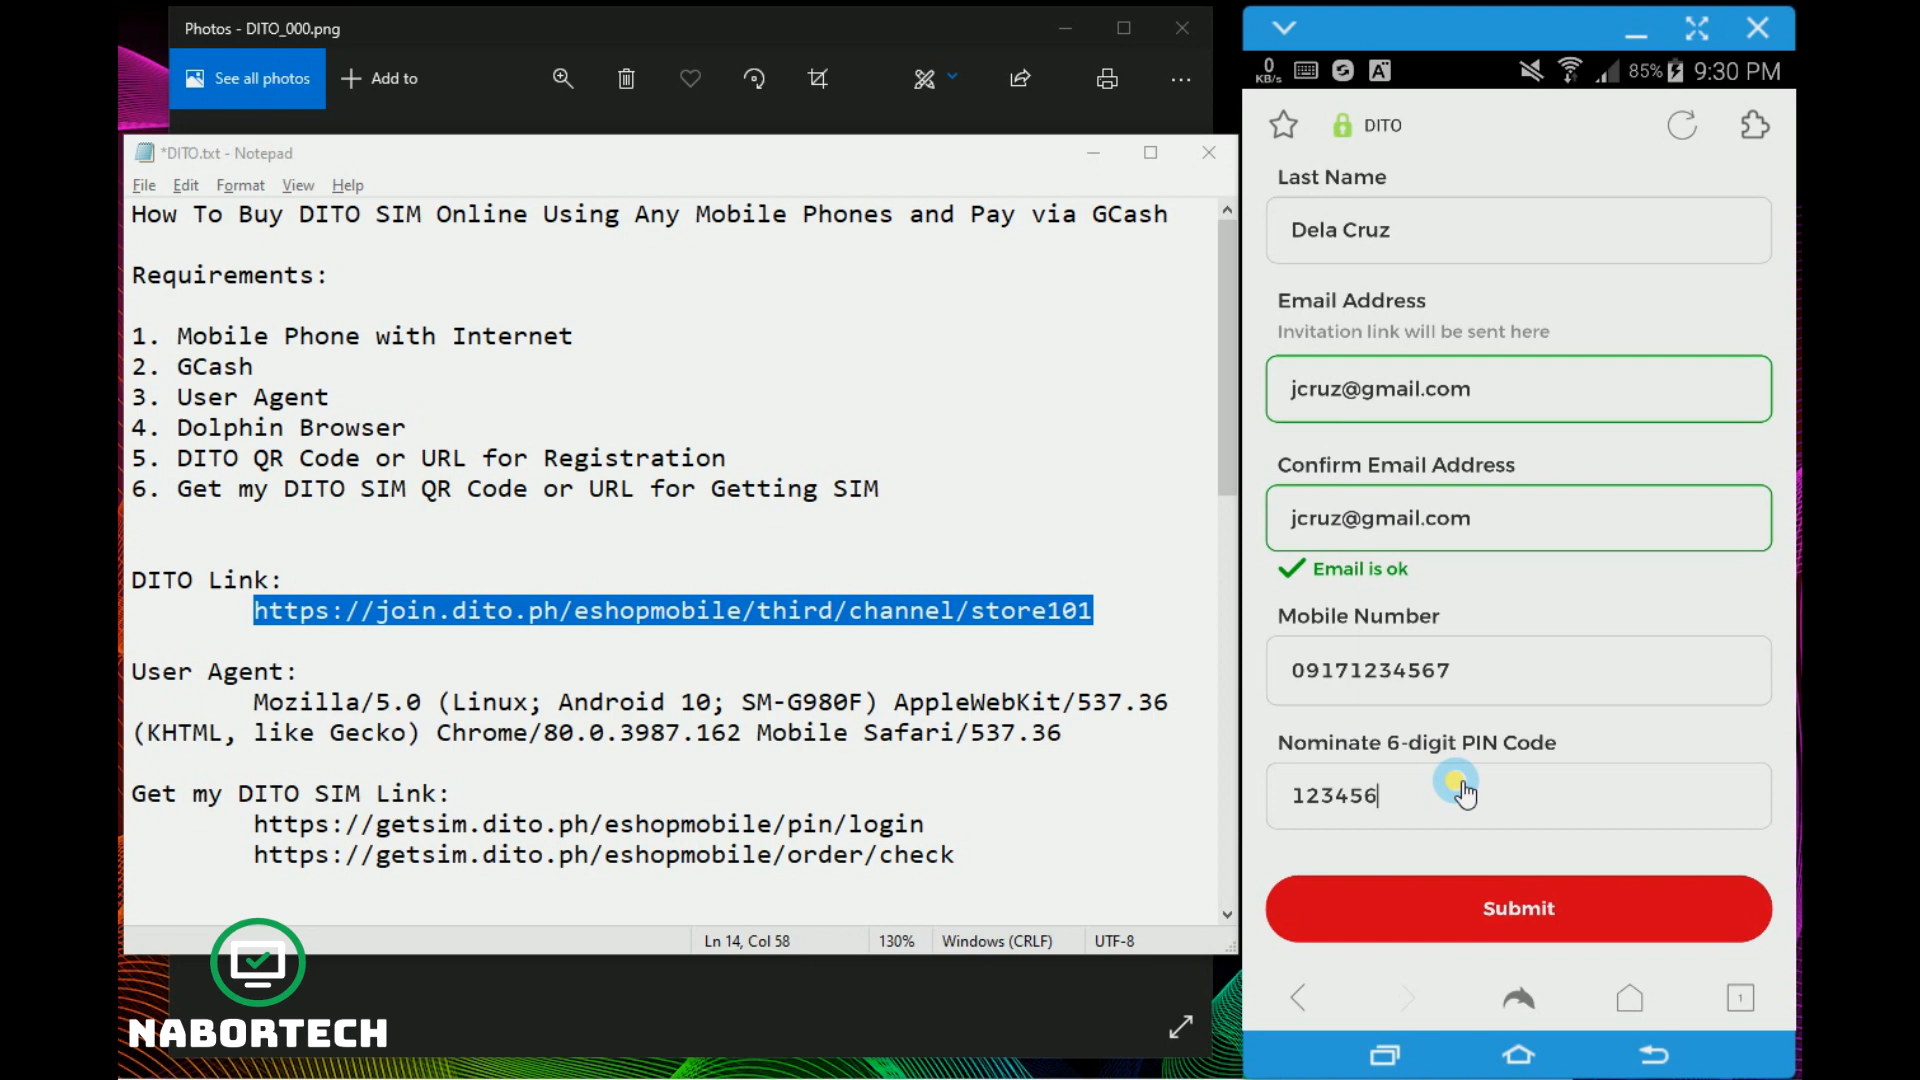 Photos - DITO_000.png
See all photos
Add to
*DITO.txt - Notepad
File Edit Format View Help
How To Buy DITO SIM Online Using Any Mobile Phones and Pay via GCash
Requirements:
1. Mobile Phone with Internet
2. GCash
3. User Agent
4. Dolphin Browser
5. DITO QR Code or URL for Registration
6. Get my DITO SIM QR Code or URL for Getting SIM
DITO Link:
https://join.dito.ph/eshopmobile/third/channel/store101
User Agent:
Mozilla/5.0 (Linux; Android 10; SM-G980F) AppleWebKit/537.36
(KHTML, like Gecko) Chrome/80.0.3987.162 Mobile Safari/537.36
Get my DITO SIM Link:
https://getsim.dito.ph/eshopmobile/pin/login
https://getsim.dito.ph/eshopmobile/order/check
Ln 14, Col 58 130% Windows (CRLF) UTF-8
NABORTECH
0 KB/s A 85% 9:30 PM
DITO
Last Name
Dela Cruz
Email Address
Invitation link will be sent here
jcruz@gmail.com
Confirm Email Address
jcruz@gmail.com
Email is ok
Mobile Number
09171234567
Nominate 6-digit PIN Code
123456
Submit
1